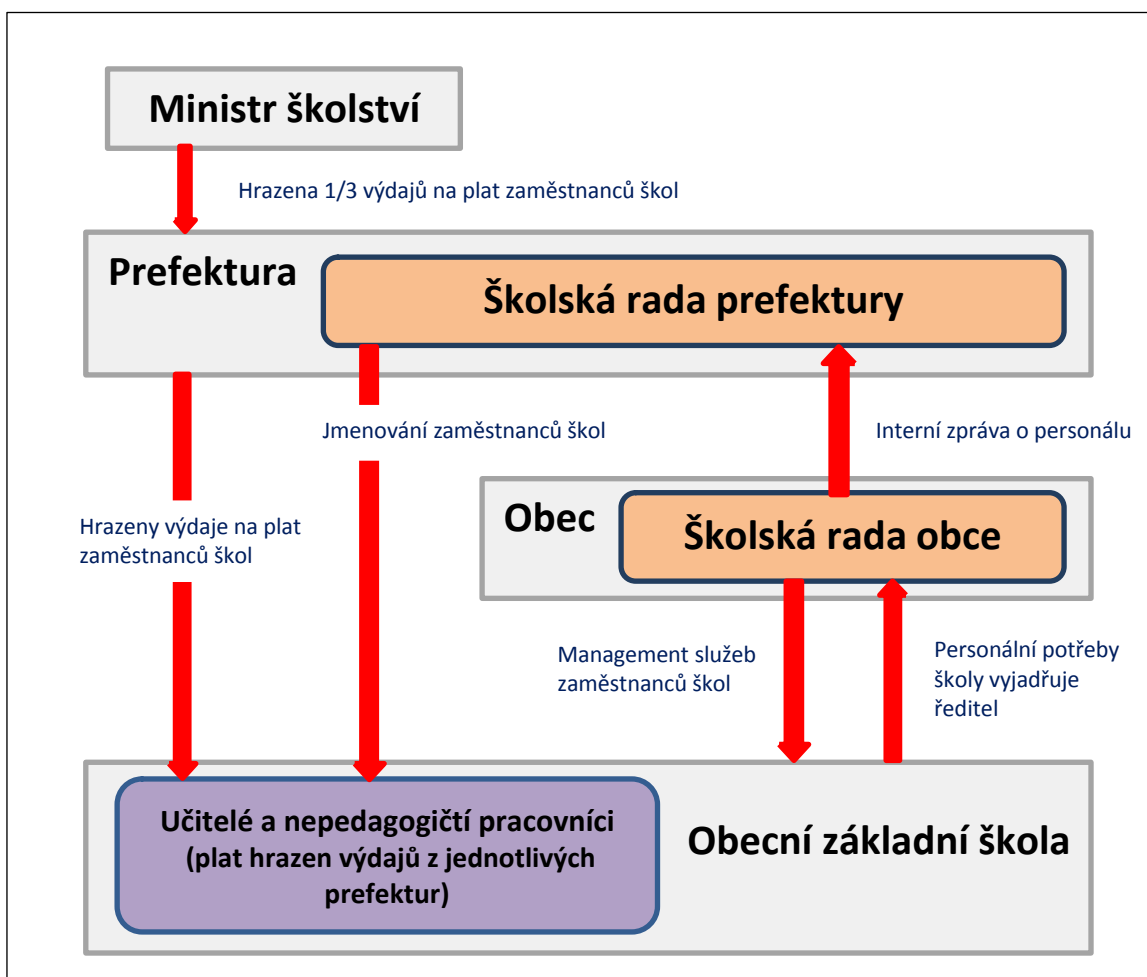 Ministr školství
Hrazena 1/3 výdajů na plat zaměstnanců škol
Prefektura
Školská rada prefektury
Jmenování zaměstnanců škol
Interní zpráva o personálu
Hrazeny výdaje na plat
zaměstnanců škol
Obec
Školská rada obce
Management služeb
zaměstnanců škol
Personální potřeby
školy vyjadřuje
ředitel
Učitelé a nepedagogičtí pracovníci
(plat hrazen výdajů z jednotlivých
prefektur)
Obecní základní škola